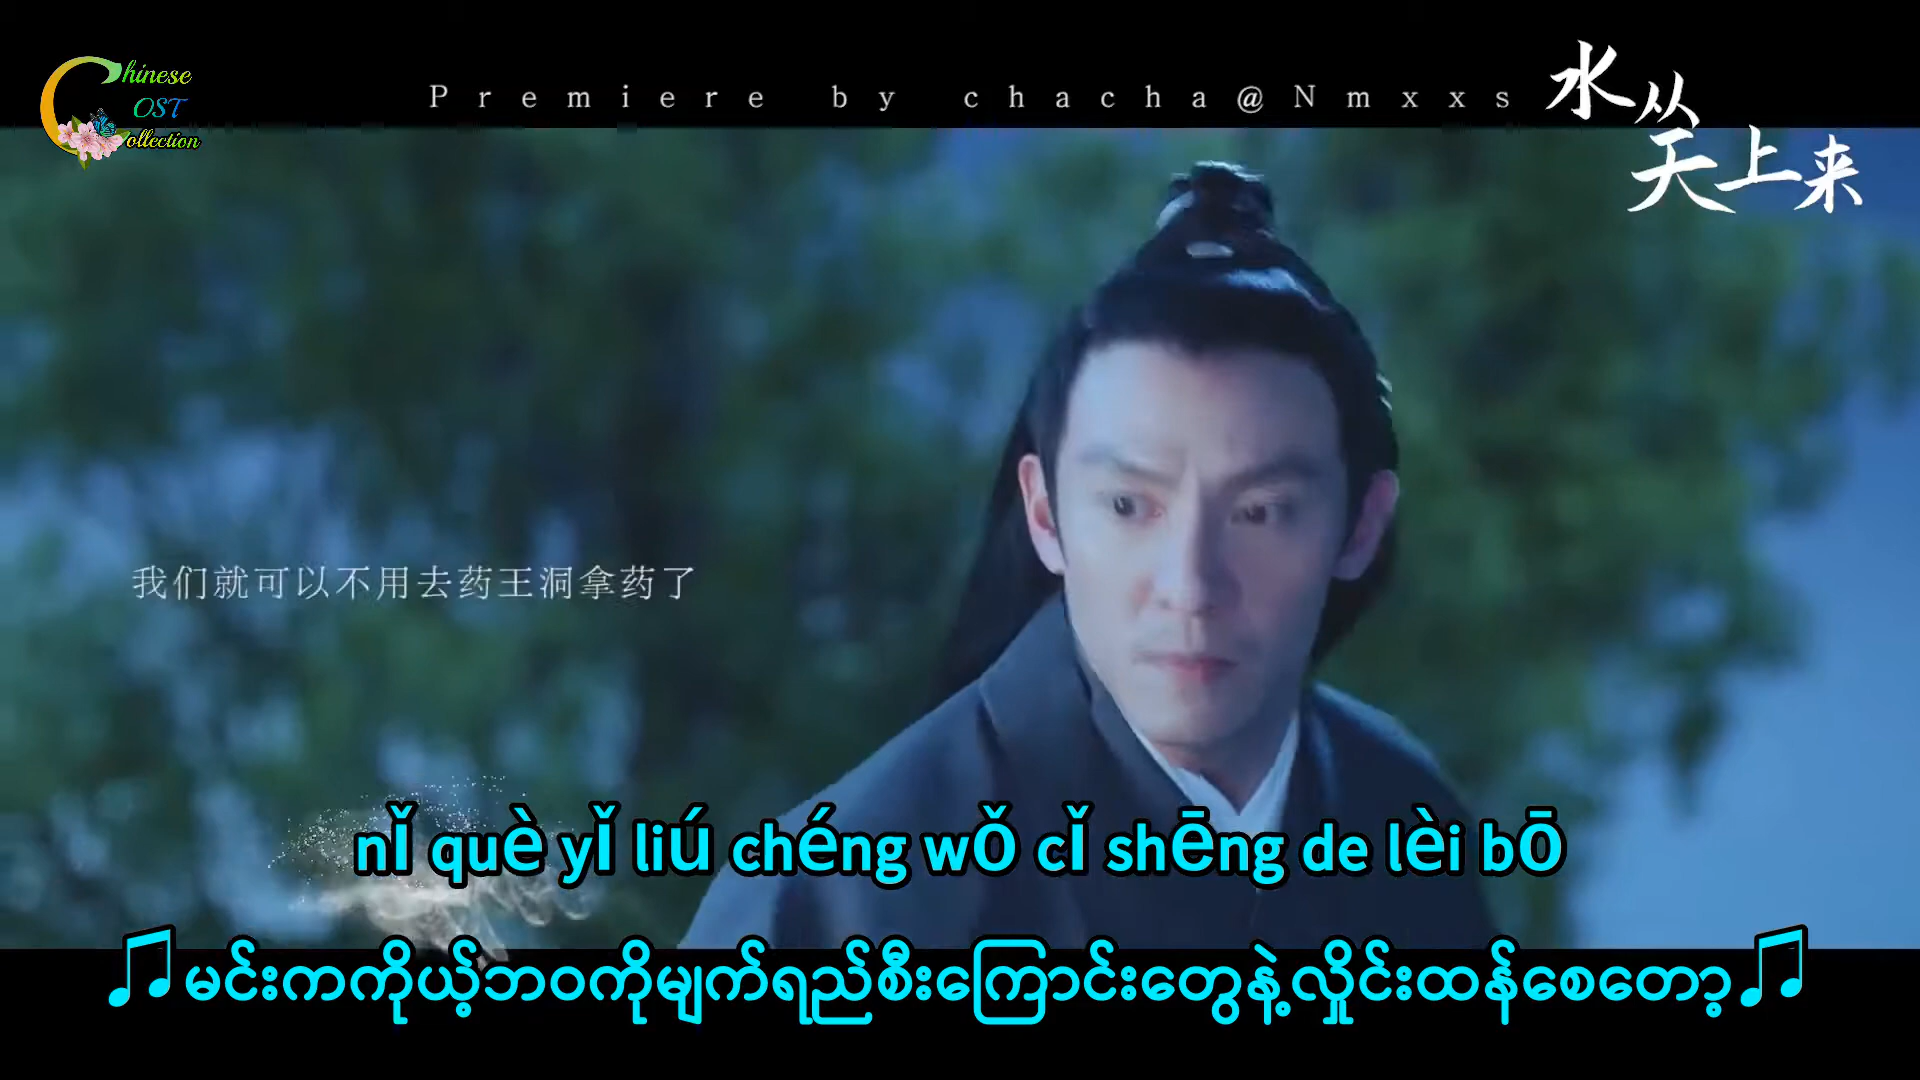 Chinese
OST
Collection
Premiere by chacha@Nmxxs
水从
天上来
我们就可以不用去药王洞拿药了
nǐ què yǐ liú chéng wǒ cǐ shēng de lèi bō
🎵မင်းကကိုယ့်ဘဝကိုမျက်ရည်စီးကြောင်းတွေနဲ့လှိုင်းထန်စေတော့🎵